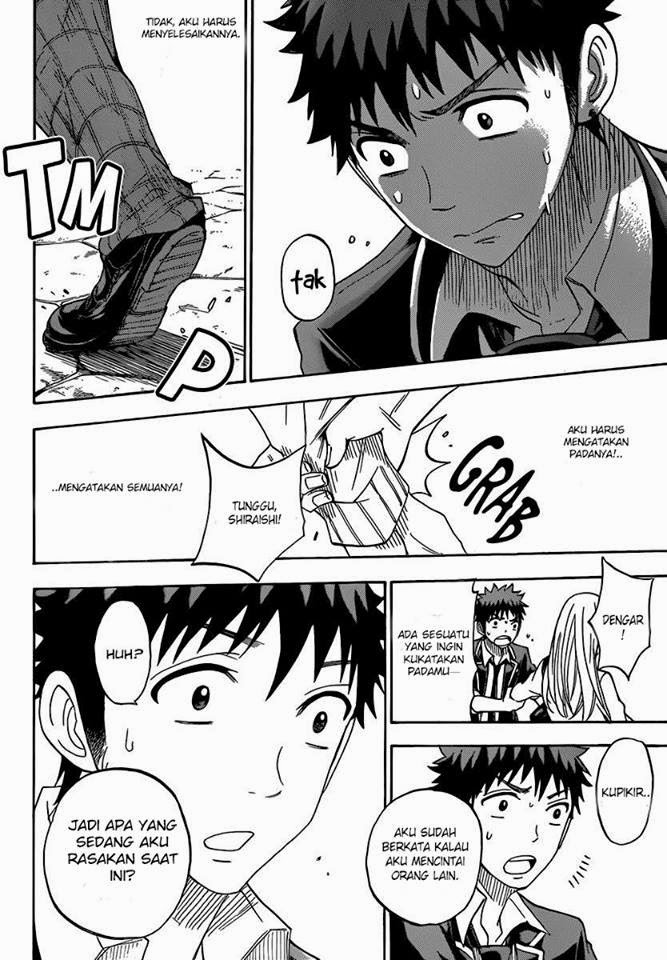 tak
TIDAK, AKU HARUS
MENYELESAIKANNYA.
TM
P
AKU HARUS
MENGATAKAN
PADANYA!..
GRAB
TUNGGU,
SHIRAISHI!
..MENGATAKAN SEMUANYA!
DENGAR
!
ADA SESUATU
YANG INGIN
KUKATAKAN
PADAMU—
KUPIKIR..
AKU SUDAH
BERKATA KALAU
AKU MENCINTAI
ORANG LAIN.
HUH?
JADI APA YANG
SEDANG AKU
RASAKAN SAAT
INI?